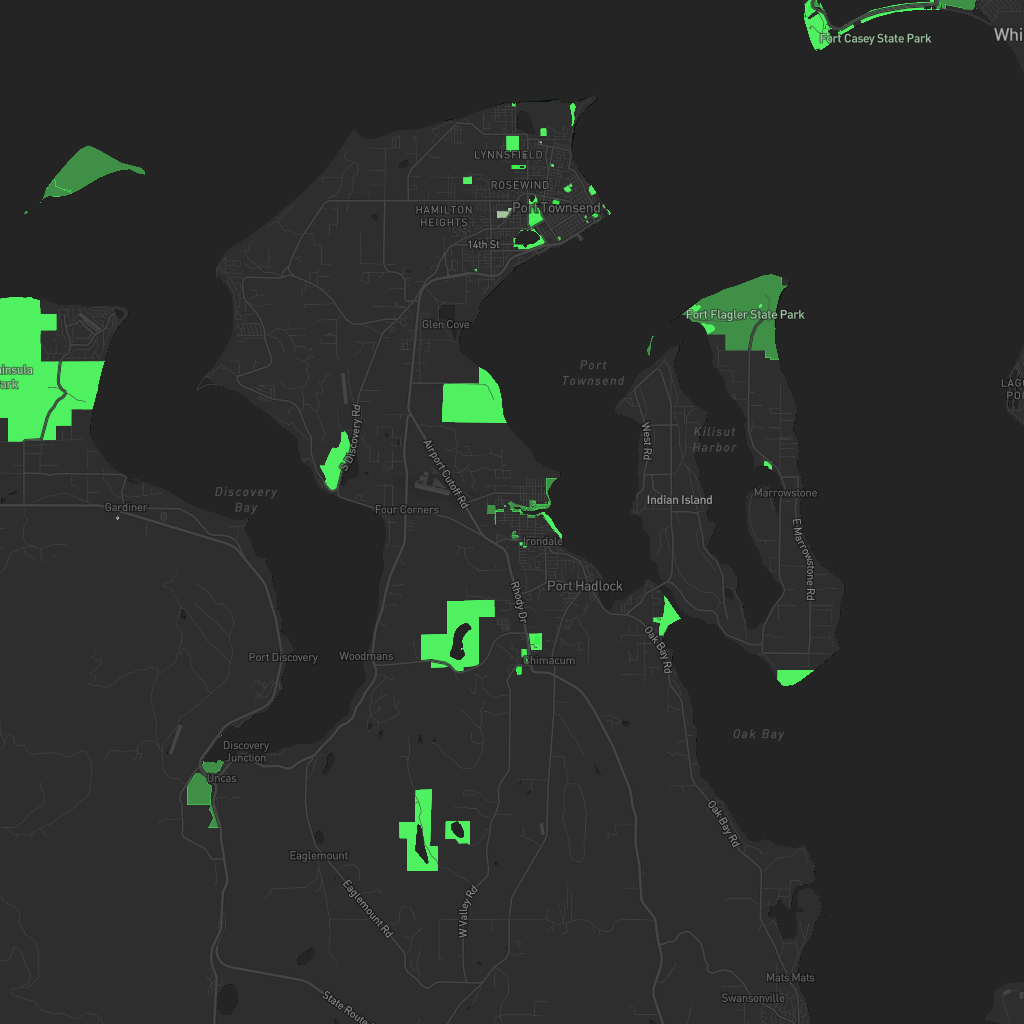 Fort Casey State Park
Whi
LYNNSFIELD
ROSEWIND
HAMILTON
HEIGHTS
Port Townsend
14th St
Glen Cove
Fort Flagler State Park
ninsula
ark
Port
Townsend
LAG
PO
S Discovery Rd
Airport Cutoff Rd
West Rd
Kilisut
Harbor
Discovery
Bay
Gardiner
Four Corners
Indian Island
Marrowstone
E Marrowstone Rd
Irondale
Port Hadlock
Rhody Dr
Oak Bay Rd
Port Discovery
Woodmans
Chimacum
Oak Bay
Discovery
Junction
Uncas
Oak Bay Rd
Eaglemount
Eaglemount Rd
W Valley Rd
Mats Mats
Swansonville
State Route